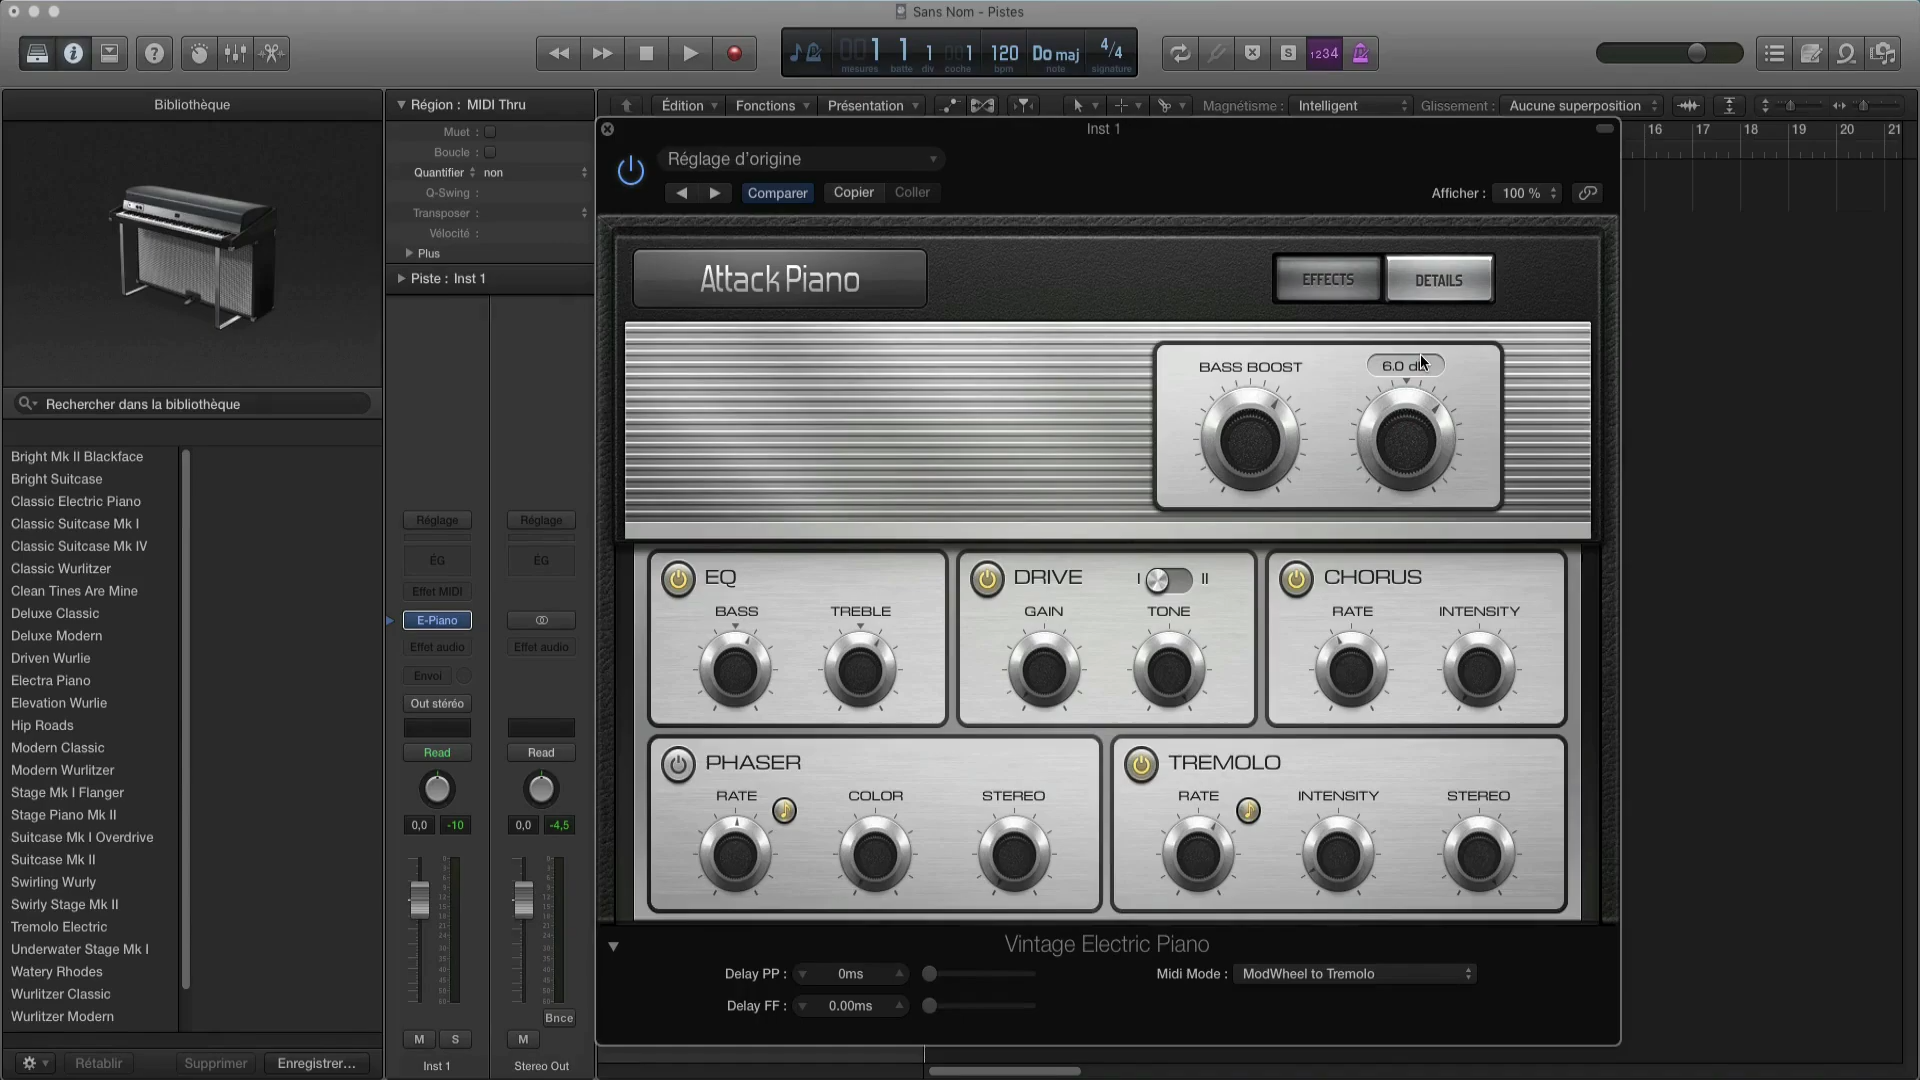 Sans Nom - Pistes
1 1 1 1 120 Do maj 4/4
mesures batte div coche bpm note signature
S 1234
Bibliothèque
Région : MIDI Thru
Édition Fonctions Présentation Magnétisme : Intelligent Glissement : Aucune superposition
16 17 18 19 20 21
Muet :
Boucle :
Quantifier non
Q-Swing :
Transposer :
Vélocité :
Plus
Piste : Inst 1
Inst 1
Réglage d'origine
Comparer Copier Coller
Afficher : 100 %
Attack Piano
EFFECTS DETAILS
BASS BOOST 6.0 dB
Rechercher dans la bibliothèque
Bright Mk II Blackface
Bright Suitcase
Classic Electric Piano
Classic Suitcase Mk I
Classic Suitcase Mk IV
Classic Wurlitzer
Clean Tines Are Mine
Deluxe Classic
Deluxe Modern
Driven Wurlie
Electra Piano
Elevation Wurlie
Hip Roads
Modern Classic
Modern Wurlitzer
Stage Mk I Flanger
Stage Piano Mk II
Suitcase Mk I Overdrive
Suitcase Mk II
Swirling Wurly
Swirly Stage Mk II
Tremolo Electric
Underwater Stage Mk I
Watery Rhodes
Wurlitzer Classic
Wurlitzer Modern
Rétablir Supprimer Enregistrer...
Réglage Réglage
ÉG ÉG
Effet MIDI
E-Piano
Effet audio Effet audio
Envoi
Out stéréo
Read Read
0,0 -10 0,0 -4,5
Bnce
M S M
Inst 1 Stereo Out
EQ
BASS TREBLE
DRIVE I II
GAIN TONE
CHORUS
RATE INTENSITY
PHASER
RATE COLOR STEREO
TREMOLO
RATE INTENSITY STEREO
Vintage Electric Piano
Delay PP : 0ms
Midi Mode : ModWheel to Tremolo
Delay FF : 0.00ms